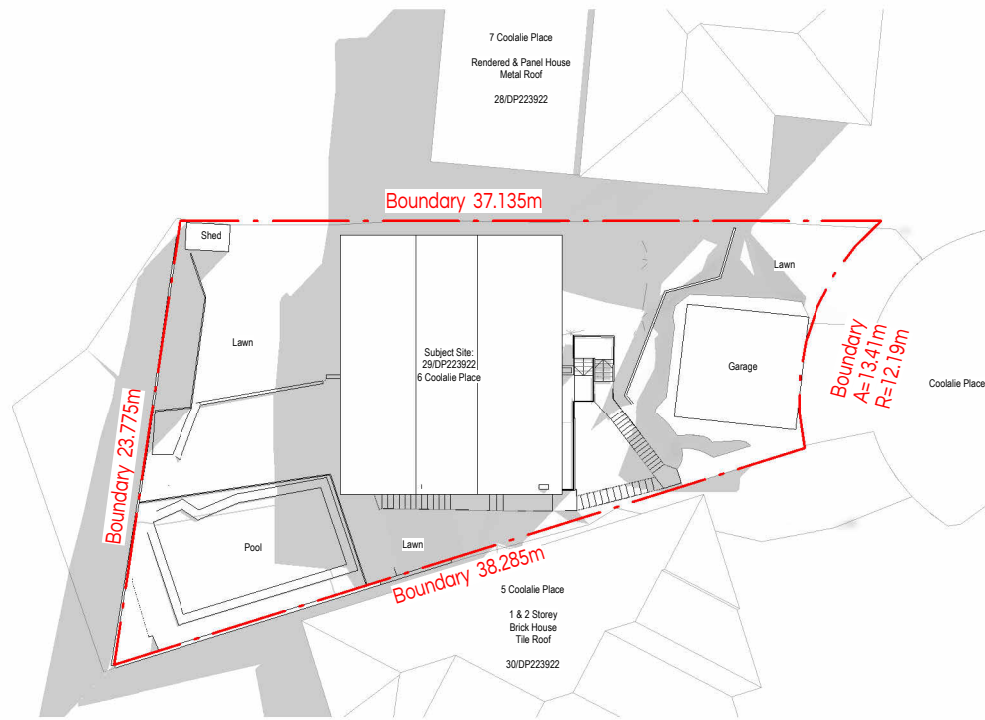 7 Coolalie Place
Rendered & Panel House
Metal Roof
28/DP223922
Boundary 37.135m
Shed
Lawn
Lawn
Subject Site:
29/DP223922
6 Coolalie Place
Garage
Boundary
A=13.41m
R=12.19m
Coolalie Place
Boundary 23.775m
Pool
Lawn
Boundary 38.285m
5 Coolalie Place
1 & 2 Storey
Brick House
Tile Roof
30/DP223922